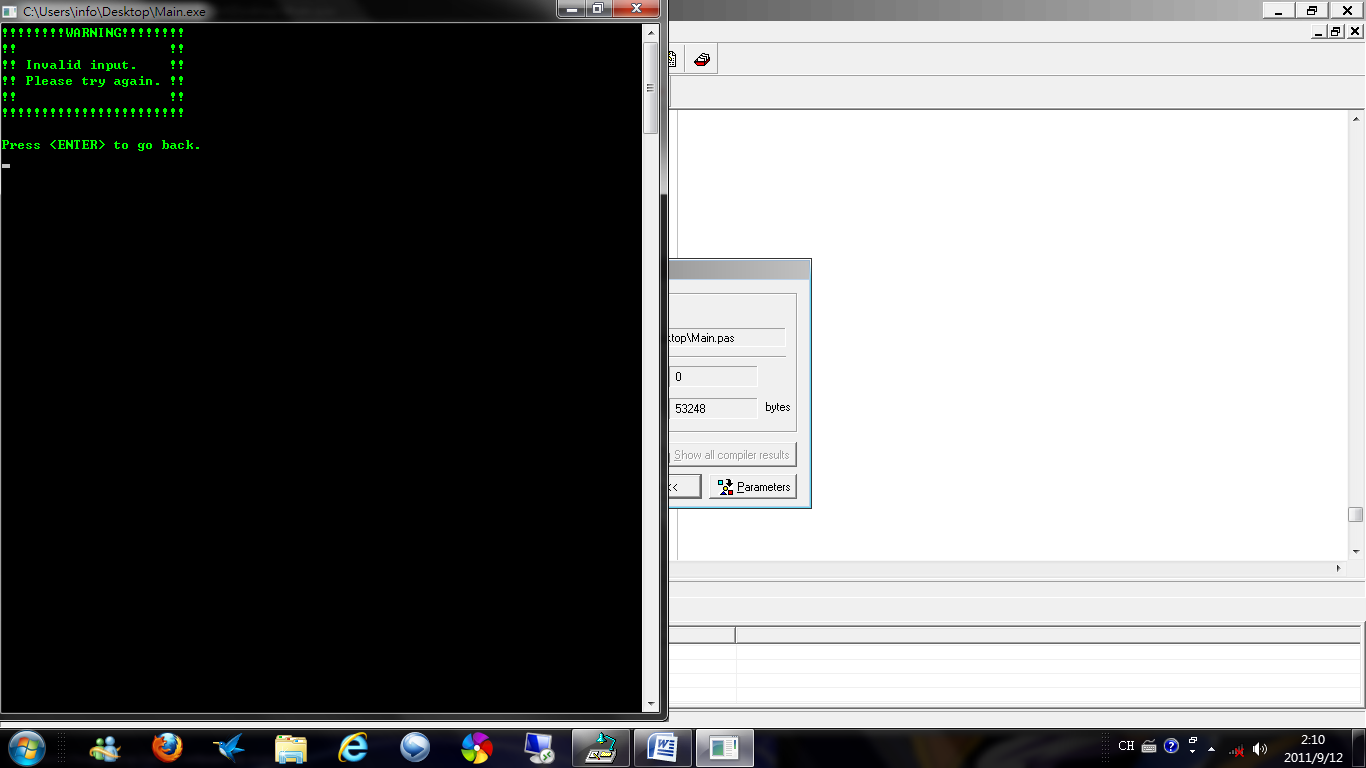 C:\Users\info\Desktop\Main.exe
!!!!!!!!WARNING!!!!!!!!
!! !!
!! Invalid input. !!
!! Please try again. !!
!! !!
!!!!!!!!!!!!!!!!!!!!!!!
Press <ENTER> to go back.
ktop\Main.pas
0
53248 bytes
Show all compiler results
<< Parameters
CH
2:10
2011/9/12